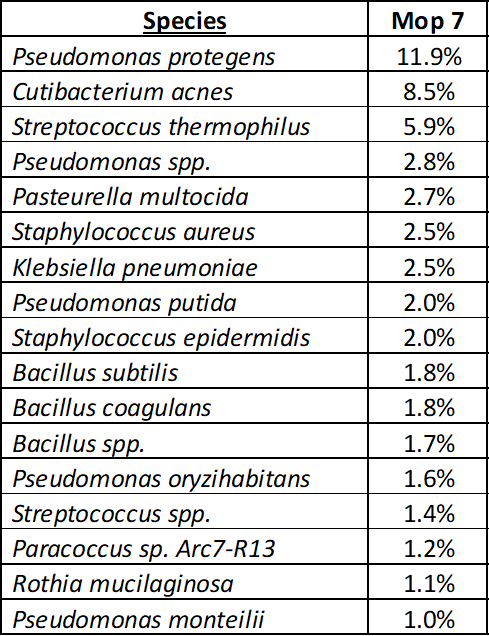 Species Mop 7
Pseudomonas protegens 11.9%
Cutibacterium acnes 8.5%
Streptococcus thermophilus 5.9%
Pseudomonas spp. 2.8%
Pasteurella multocida 2.7%
Staphylococcus aureus 2.5%
Klebsiella pneumoniae 2.5%
Pseudomonas putida 2.0%
Staphylococcus epidermidis 2.0%
Bacillus subtilis 1.8%
Bacillus coagulans 1.8%
Bacillus spp. 1.7%
Pseudomonas oryzihabitans 1.6%
Streptococcus spp. 1.4%
Paracoccus sp. Arc7-R13 1.2%
Rothia mucilaginosa 1.1%
Pseudomonas monteilii 1.0%